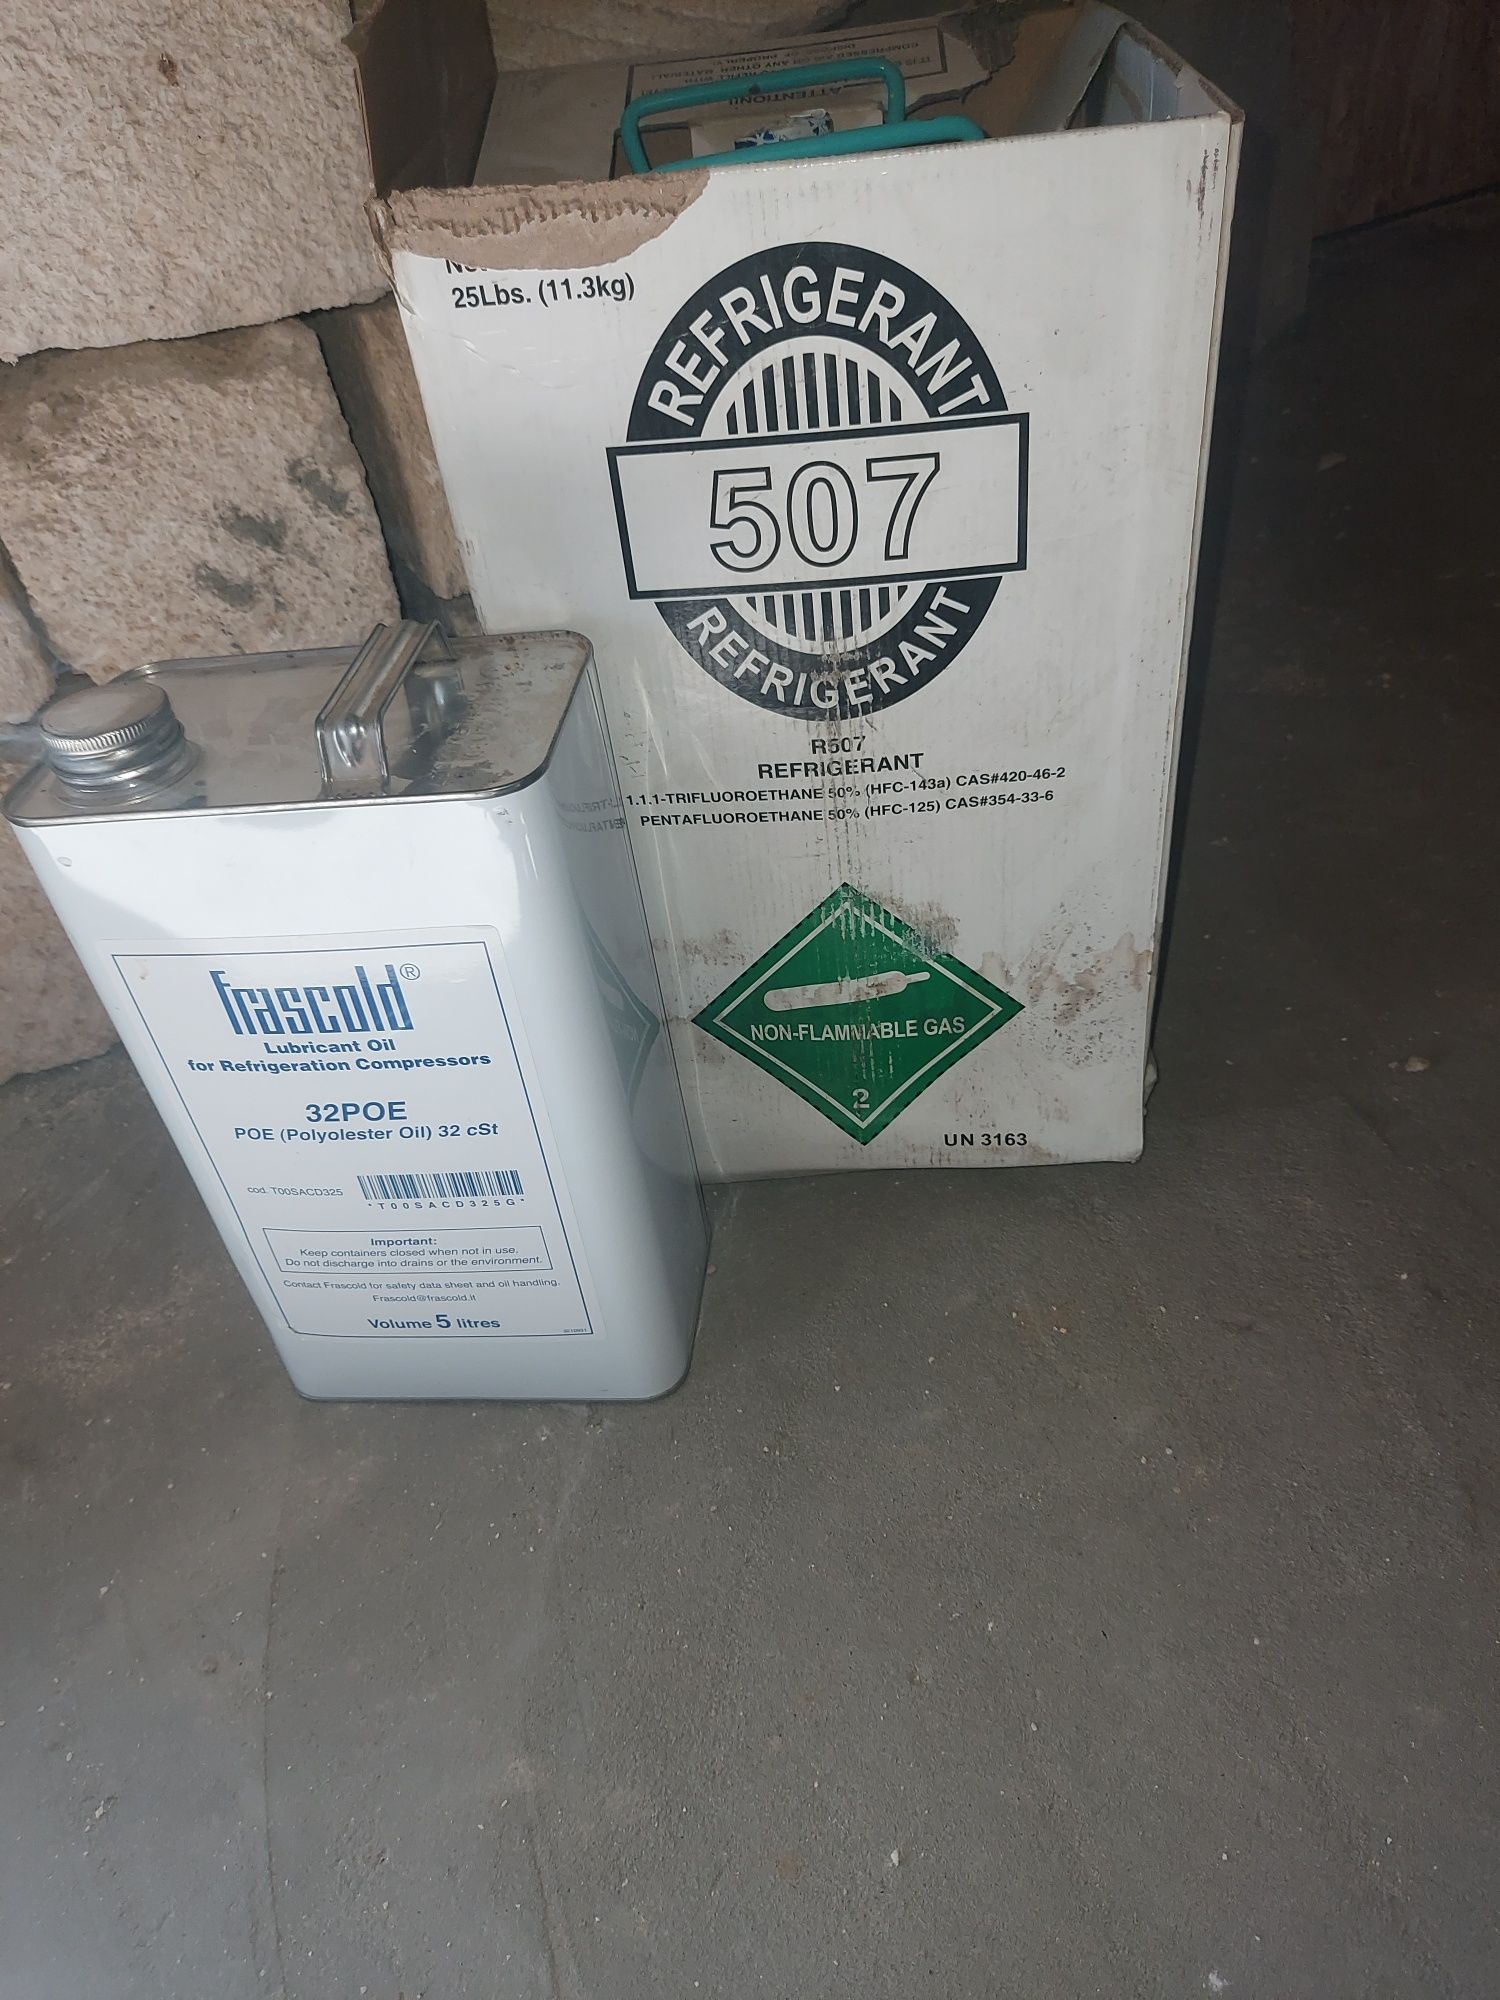 25Lbs. (11.3kg)
REFRIGERANT
507
REFRIGERANT
R507
REFRIGERANT
1.1.1-TRIFLUOROETHANE 50% (HFC-143a) CAS#420-46-2
PENTAFLUOROETHANE 50% (HFC-125) CAS#354-33-6
NON-FLAMMABLE GAS
2
UN 3163
ATTENTION!!
DISPOSE OF PROPERLY!
frascold®
Lubricant Oil
for Refrigeration Compressors
32POE
POE (Polyolester Oil) 32 cSt
cod. T00SACD325
*T00SACD325G*
Important:
Keep containers closed when not in use.
Do not discharge into drains or the environment.
Contact Frascold for safety data sheet and oil handling.
Frascold@frascold.it
Volume 5 litres